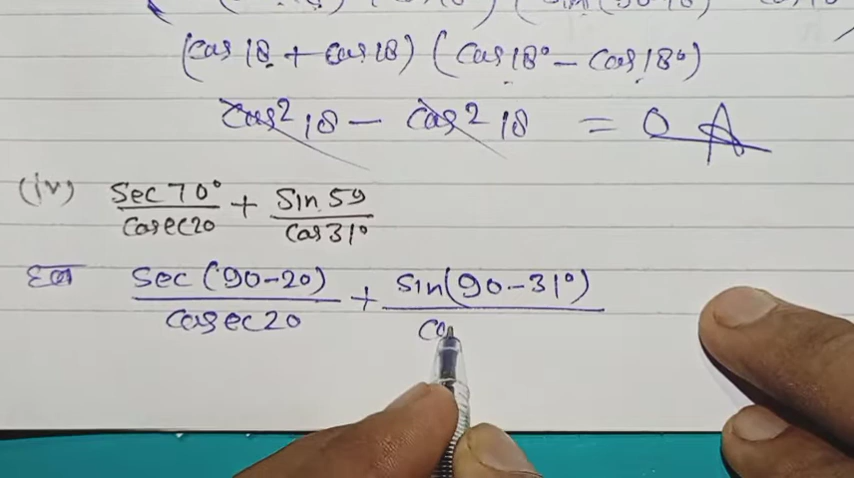 (cos 18 + cos 18) (cos 18° - cos 18°)
cos² 18 - cos² 18 = 0 A
(iv) Sec 70° / cosec 20 + Sin 59 / cos 31°
हल Sec (90-20) / cosec 20 + Sin (90-31°) / co